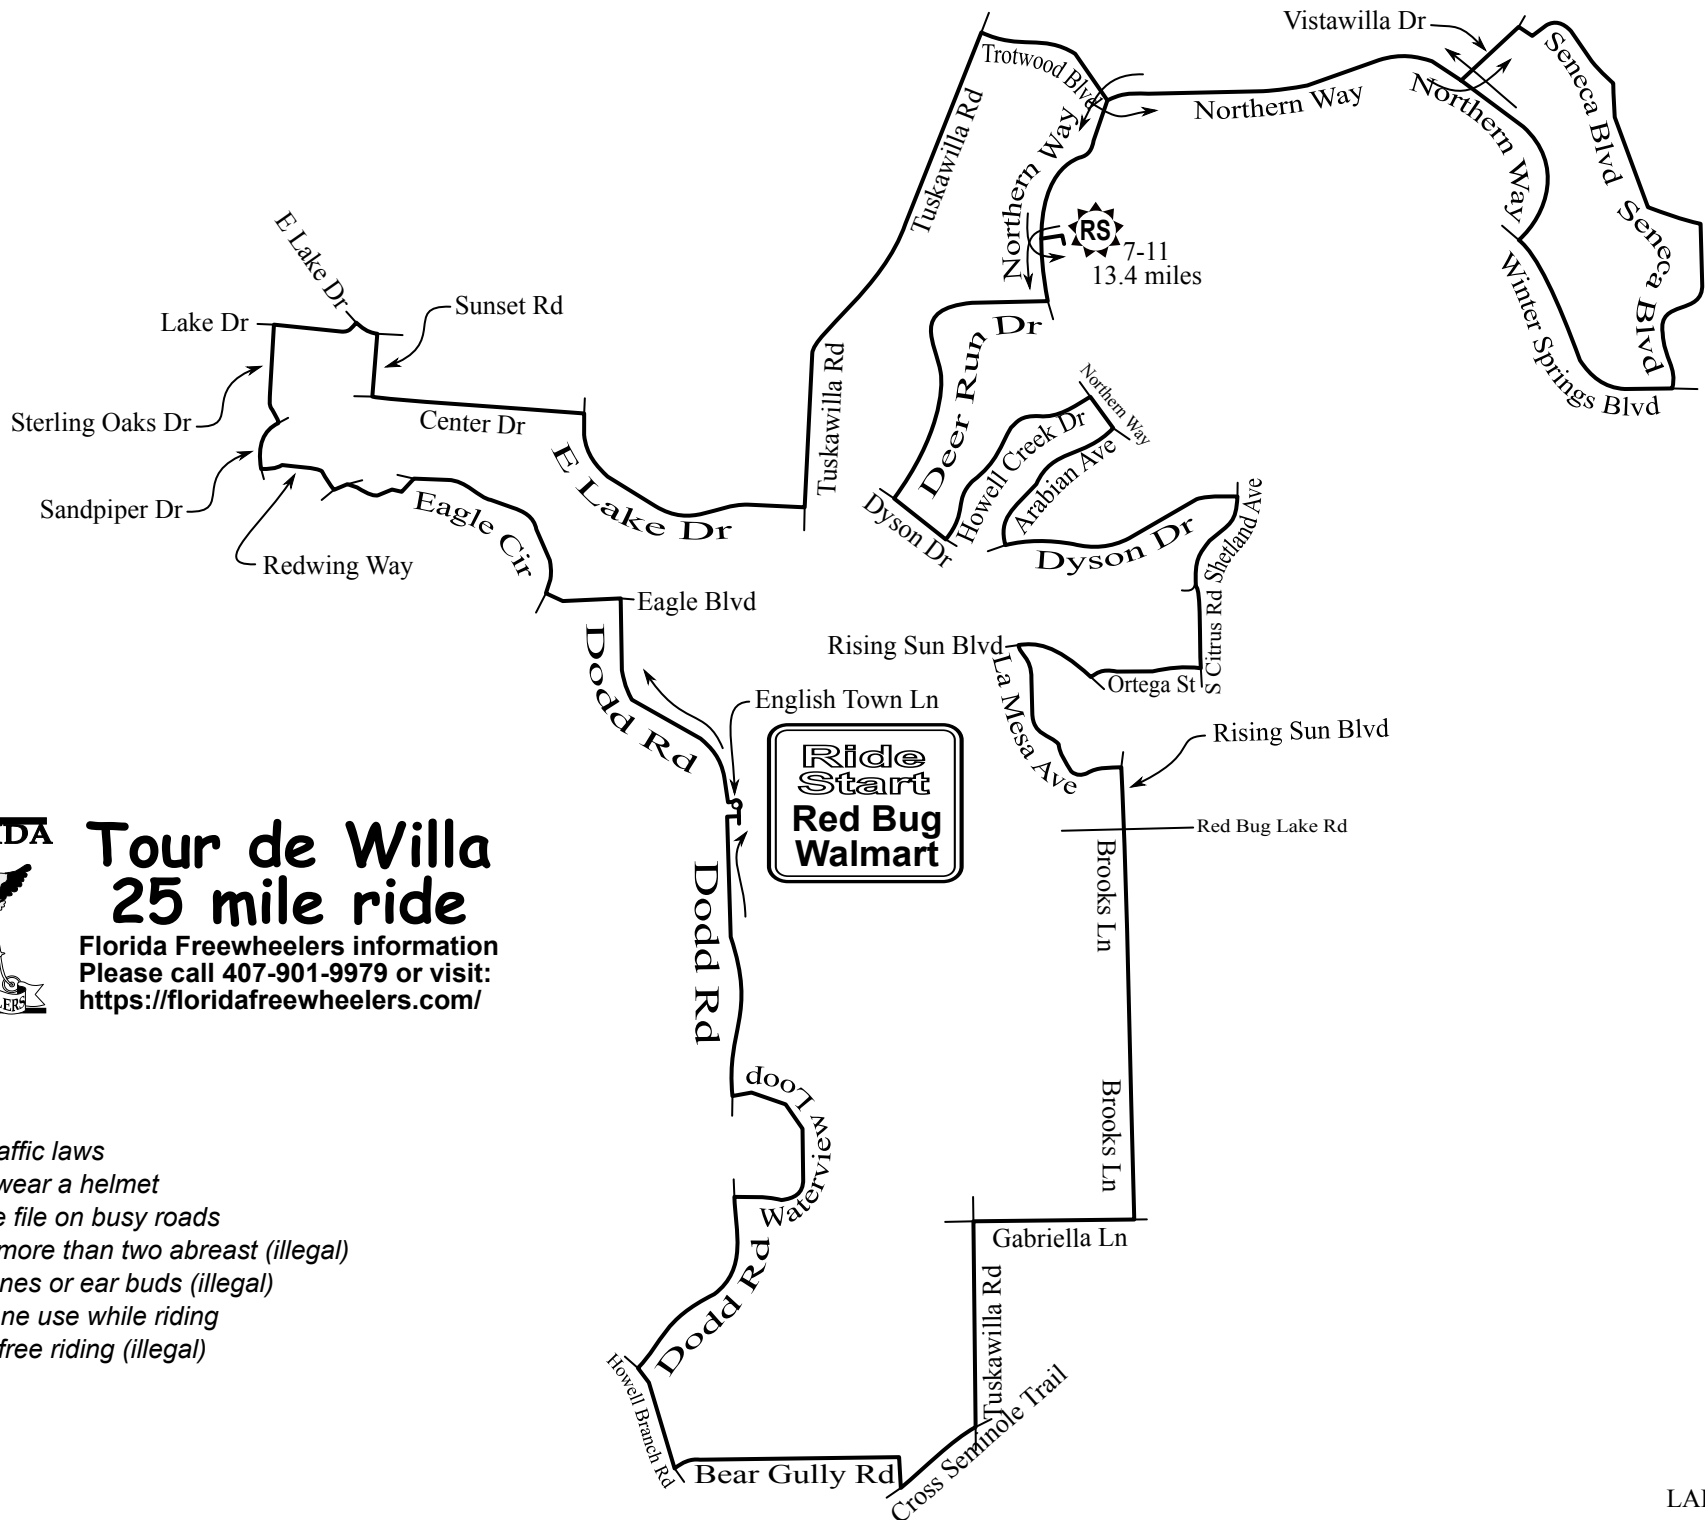 Vistawilla Dr
Seneca Blvd
Seneca Blvd
Trotwood Blvd
Northern Way
Northern Way
Northern Way
Northern Way
Tuskawilla Rd
RS
7-11
13.4 miles
E Lake Dr
Lake Dr
Sunset Rd
Winter Springs Blvd
Tuskawilla Rd
Deer Run Dr
Northern Way
Sterling Oaks Dr
Center Dr
Howell Creek Dr
Arabian Ave
Sandpiper Dr
Eagle Cir
E Lake Dr
Dyson Dr
Dyson Dr
Shetland Ave
Redwing Way
Eagle Blvd
S Citrus Rd
Rising Sun Blvd
Ortega St
La Mesa Ave
Dodd Rd
English Town Ln
Ride
Start
Red Bug
Walmart
Rising Sun Blvd
Red Bug Lake Rd
Tour de Willa
25 mile ride
Florida Freewheelers information
Please call 407-901-9979 or visit:
https://floridafreewheelers.com/
Dodd Rd
Brooks Ln
Brooks Ln
Waterview Loop
affic laws
wear a helmet
e file on busy roads
more than two abreast (illegal)
nes or ear buds (illegal)
ne use while riding
free riding (illegal)
Gabriella Ln
Dodd Rd
Tuskawilla Rd
Howell Branch Rd
Bear Gully Rd
Cross Seminole Trail